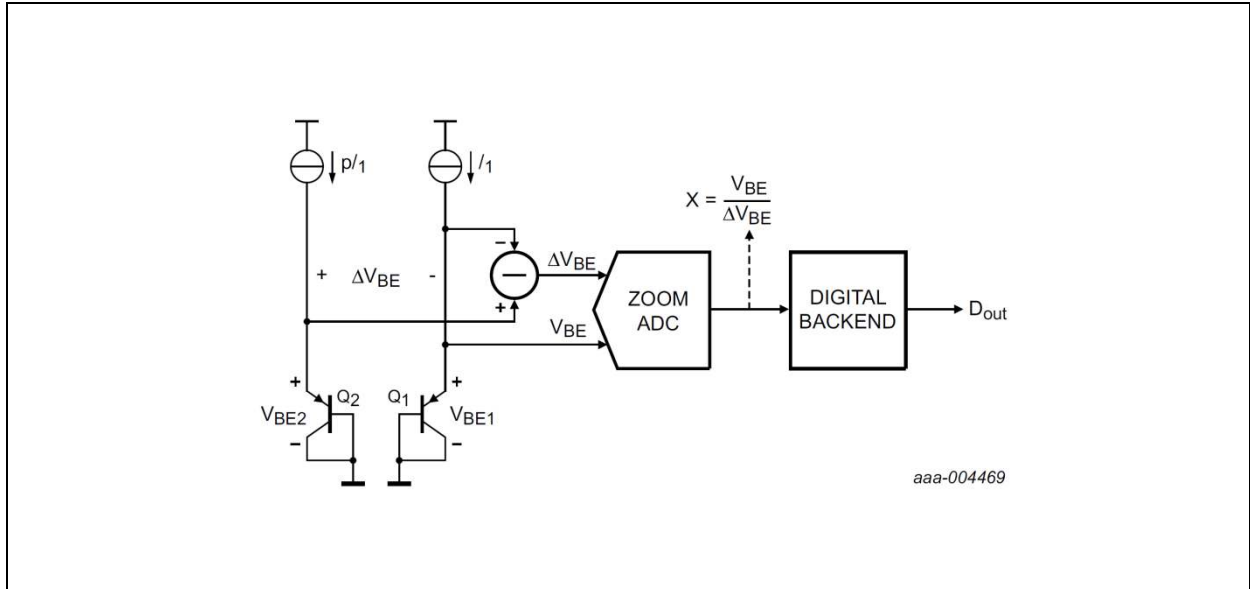 p/1
/1
X = VBE / ΔVBE
−
+ ΔVBE -
ΔVBE
+
ZOOM
ADC
DIGITAL
BACKEND
Dout
VBE
+
Q2
Q1
+
VBE2
VBE1
−
−
aaa-004469